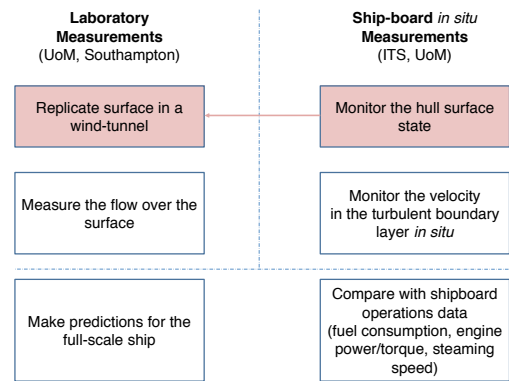 Laboratory
Measurements
(UoM, Southampton)
Ship-board in situ
Measurements
(ITS, UoM)
Replicate surface in a
wind-tunnel
Monitor the hull surface
state
Measure the flow over the
surface
Monitor the velocity
in the turbulent boundary
layer in situ
Make predictions for the
full-scale ship
Compare with shipboard
operations data
(fuel consumption, engine
power/torque, steaming
speed)